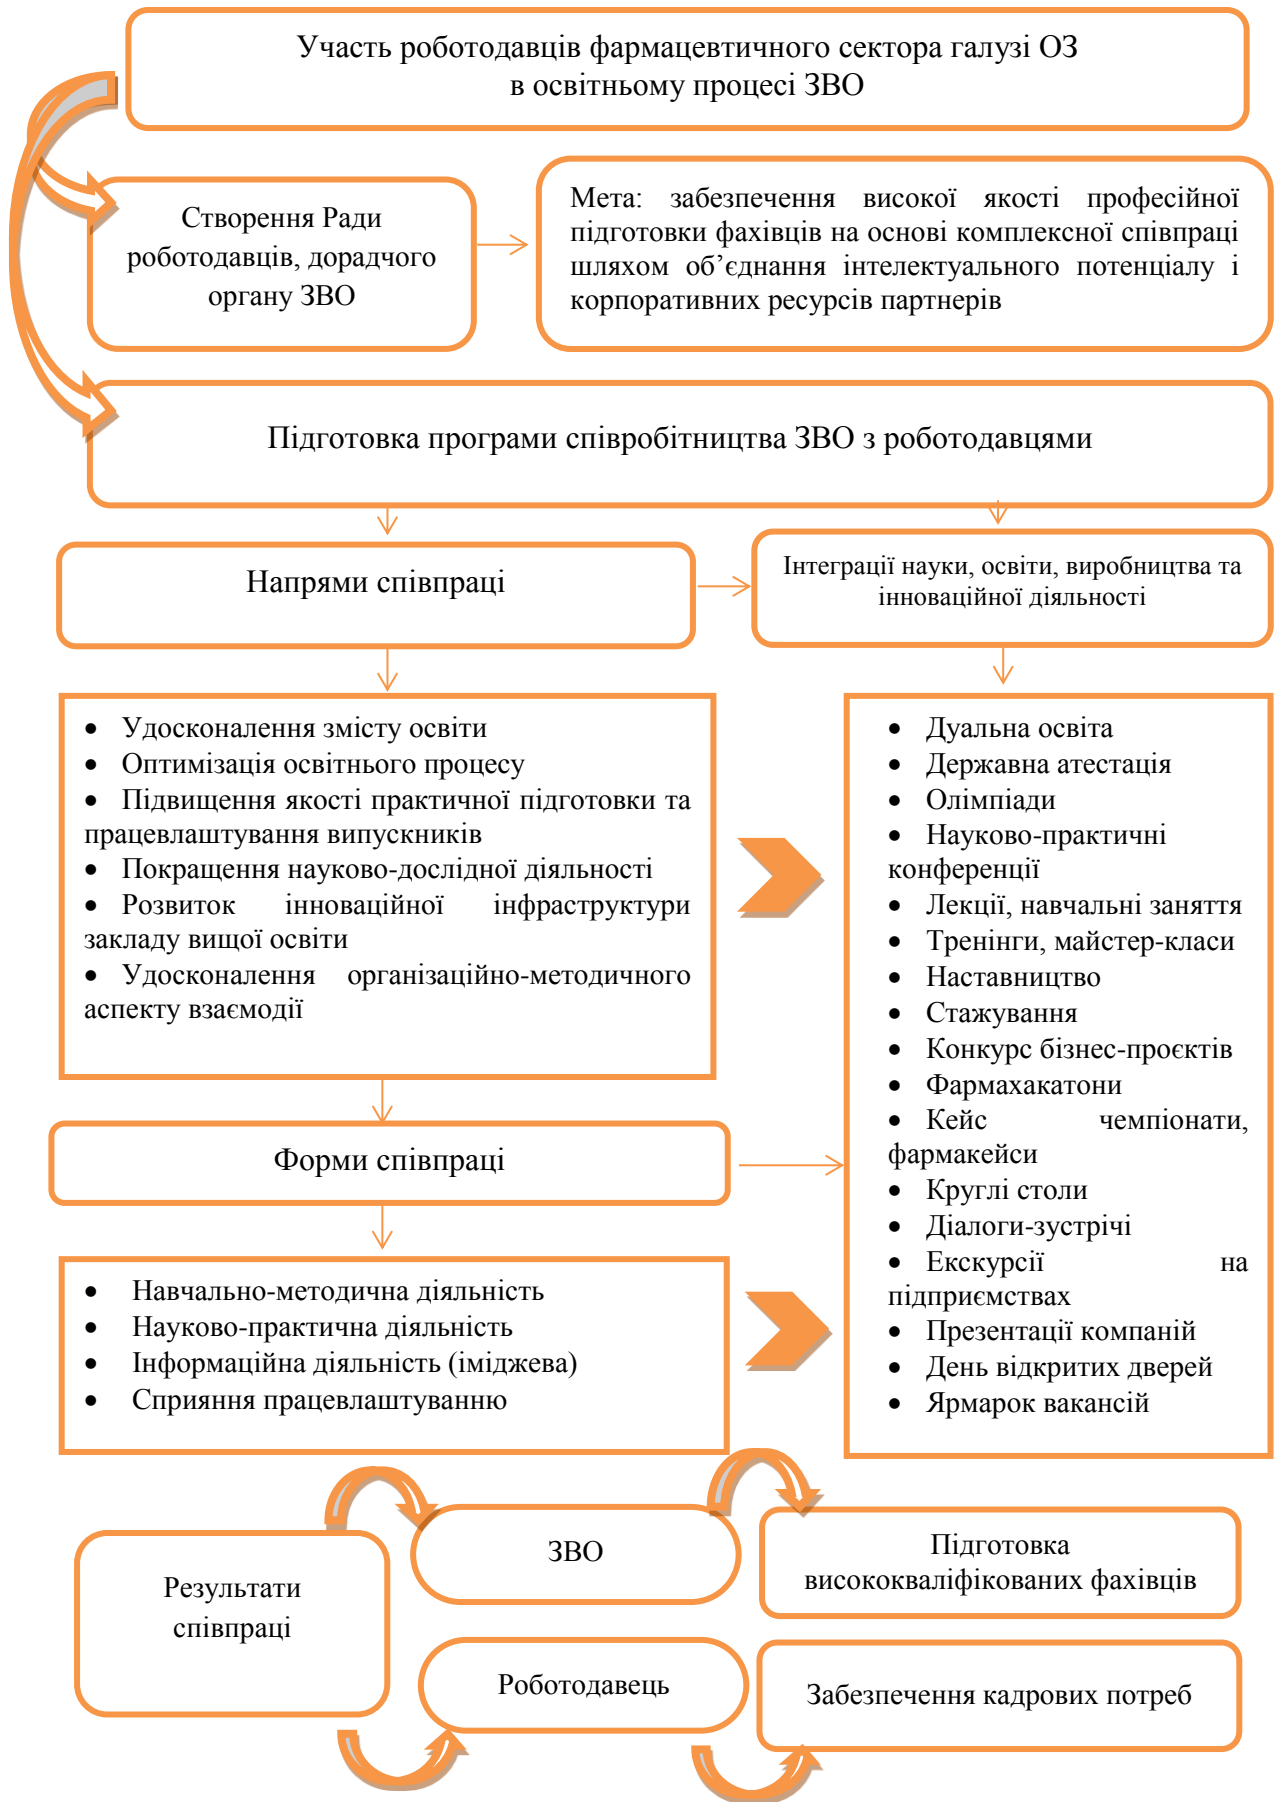 Участь роботодавців фармацевтичного сектора галузі ОЗ
в освітньому процесі ЗВО
Створення Ради
роботодавців, дорадчого
органу ЗВО
Мета: забезпечення високої якості професійної
підготовки фахівців на основі комплексної співпраці
шляхом об’єднання інтелектуального потенціалу і
корпоративних ресурсів партнерів
Підготовка програми співробітництва ЗВО з роботодавцями
Напрями співпраці
Інтеграції науки, освіти, виробництва та
інноваційної діяльності
• Удосконалення змісту освіти
• Оптимізація освітнього процесу
• Підвищення якості практичної підготовки та
працевлаштування випускників
• Покращення науково-дослідної діяльності
• Розвиток інноваційної інфраструктури
закладу вищої освіти
• Удосконалення організаційно-методичного
аспекту взаємодії
• Дуальна освіта
• Державна атестація
• Олімпіади
• Науково-практичні
конференції
• Лекції, навчальні заняття
• Тренінги, майстер-класи
• Наставництво
• Стажування
• Конкурс бізнес-проєктів
• Фармахакатони
• Кейс чемпіонати,
фармакейси
• Круглі столи
• Діалоги-зустрічі
• Екскурсії на
підприємствах
• Презентації компаній
• День відкритих дверей
• Ярмарок вакансій
Форми співпраці
• Навчально-методична діяльність
• Науково-практична діяльність
• Інформаційна діяльність (іміджева)
• Сприяння працевлаштуванню
Результати
співпраці
ЗВО
Підготовка
висококваліфікованих фахівців
Роботодавець
Забезпечення кадрових потреб